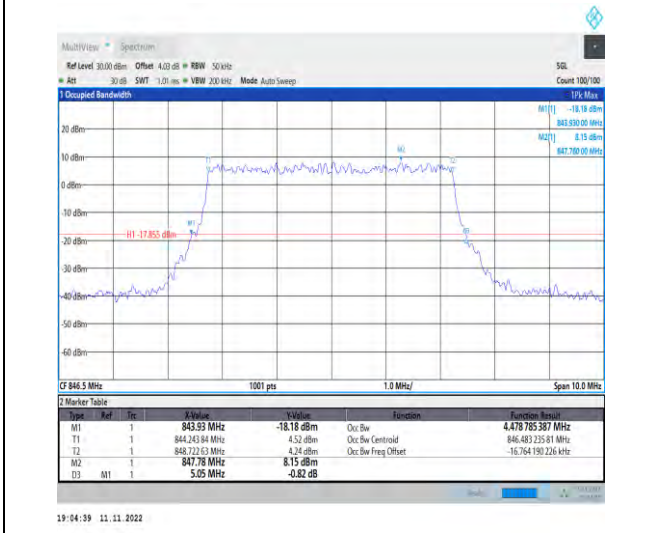 MultiView Spectrum
Ref Level 30.00 dBm Offset 4.03 dB RBW 50 kHz SGL
Att 30 dB SWT 1.01 ms VBW 200 kHz Mode Auto Sweep Count 100/100
1 Occupied Bandwidth 1Pk Max
M1[1] -18.18 dBm
843.930 00 MHz
M2[1] 8.15 dBm
847.780 00 MHz
20 dBm
10 dBm
0 dBm
-10 dBm
-20 dBm
-30 dBm
-40 dBm
-50 dBm
-60 dBm
T1
M2
T2
M1
D3
H1 -17.855 dBm
CF 846.5 MHz 1001 pts 1.0 MHz/ Span 10.0 MHz
2 Marker Table
Type Ref Trc X-Value Y-Value Function Function Result
M1 1 843.93 MHz -18.18 dBm Occ Bw 4.478 785 387 MHz
T1 1 844.243 84 MHz 4.52 dBm Occ Bw Centroid 846.483 235 81 MHz
T2 1 848.722 63 MHz 4.24 dBm Occ Bw Freq Offset -16.764 190 226 kHz
M2 1 847.78 MHz 8.15 dBm
D3 M1 1 5.05 MHz -0.82 dB
19:04:39 11.11.2022